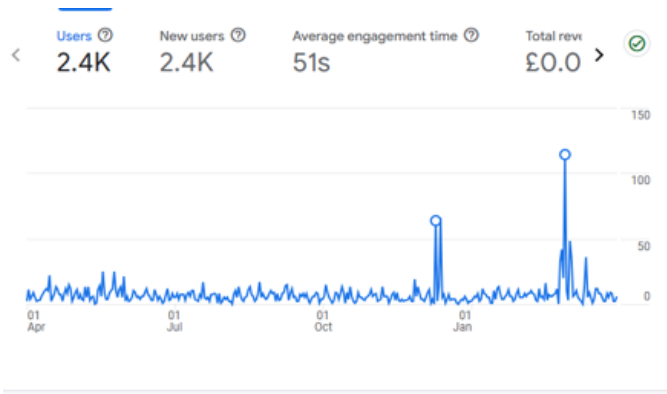 Users New users Average engagement time Total reve
2.4K 2.4K 51s £0.0
150
100
50
0
01 01 01 01
Apr Jul Oct Jan